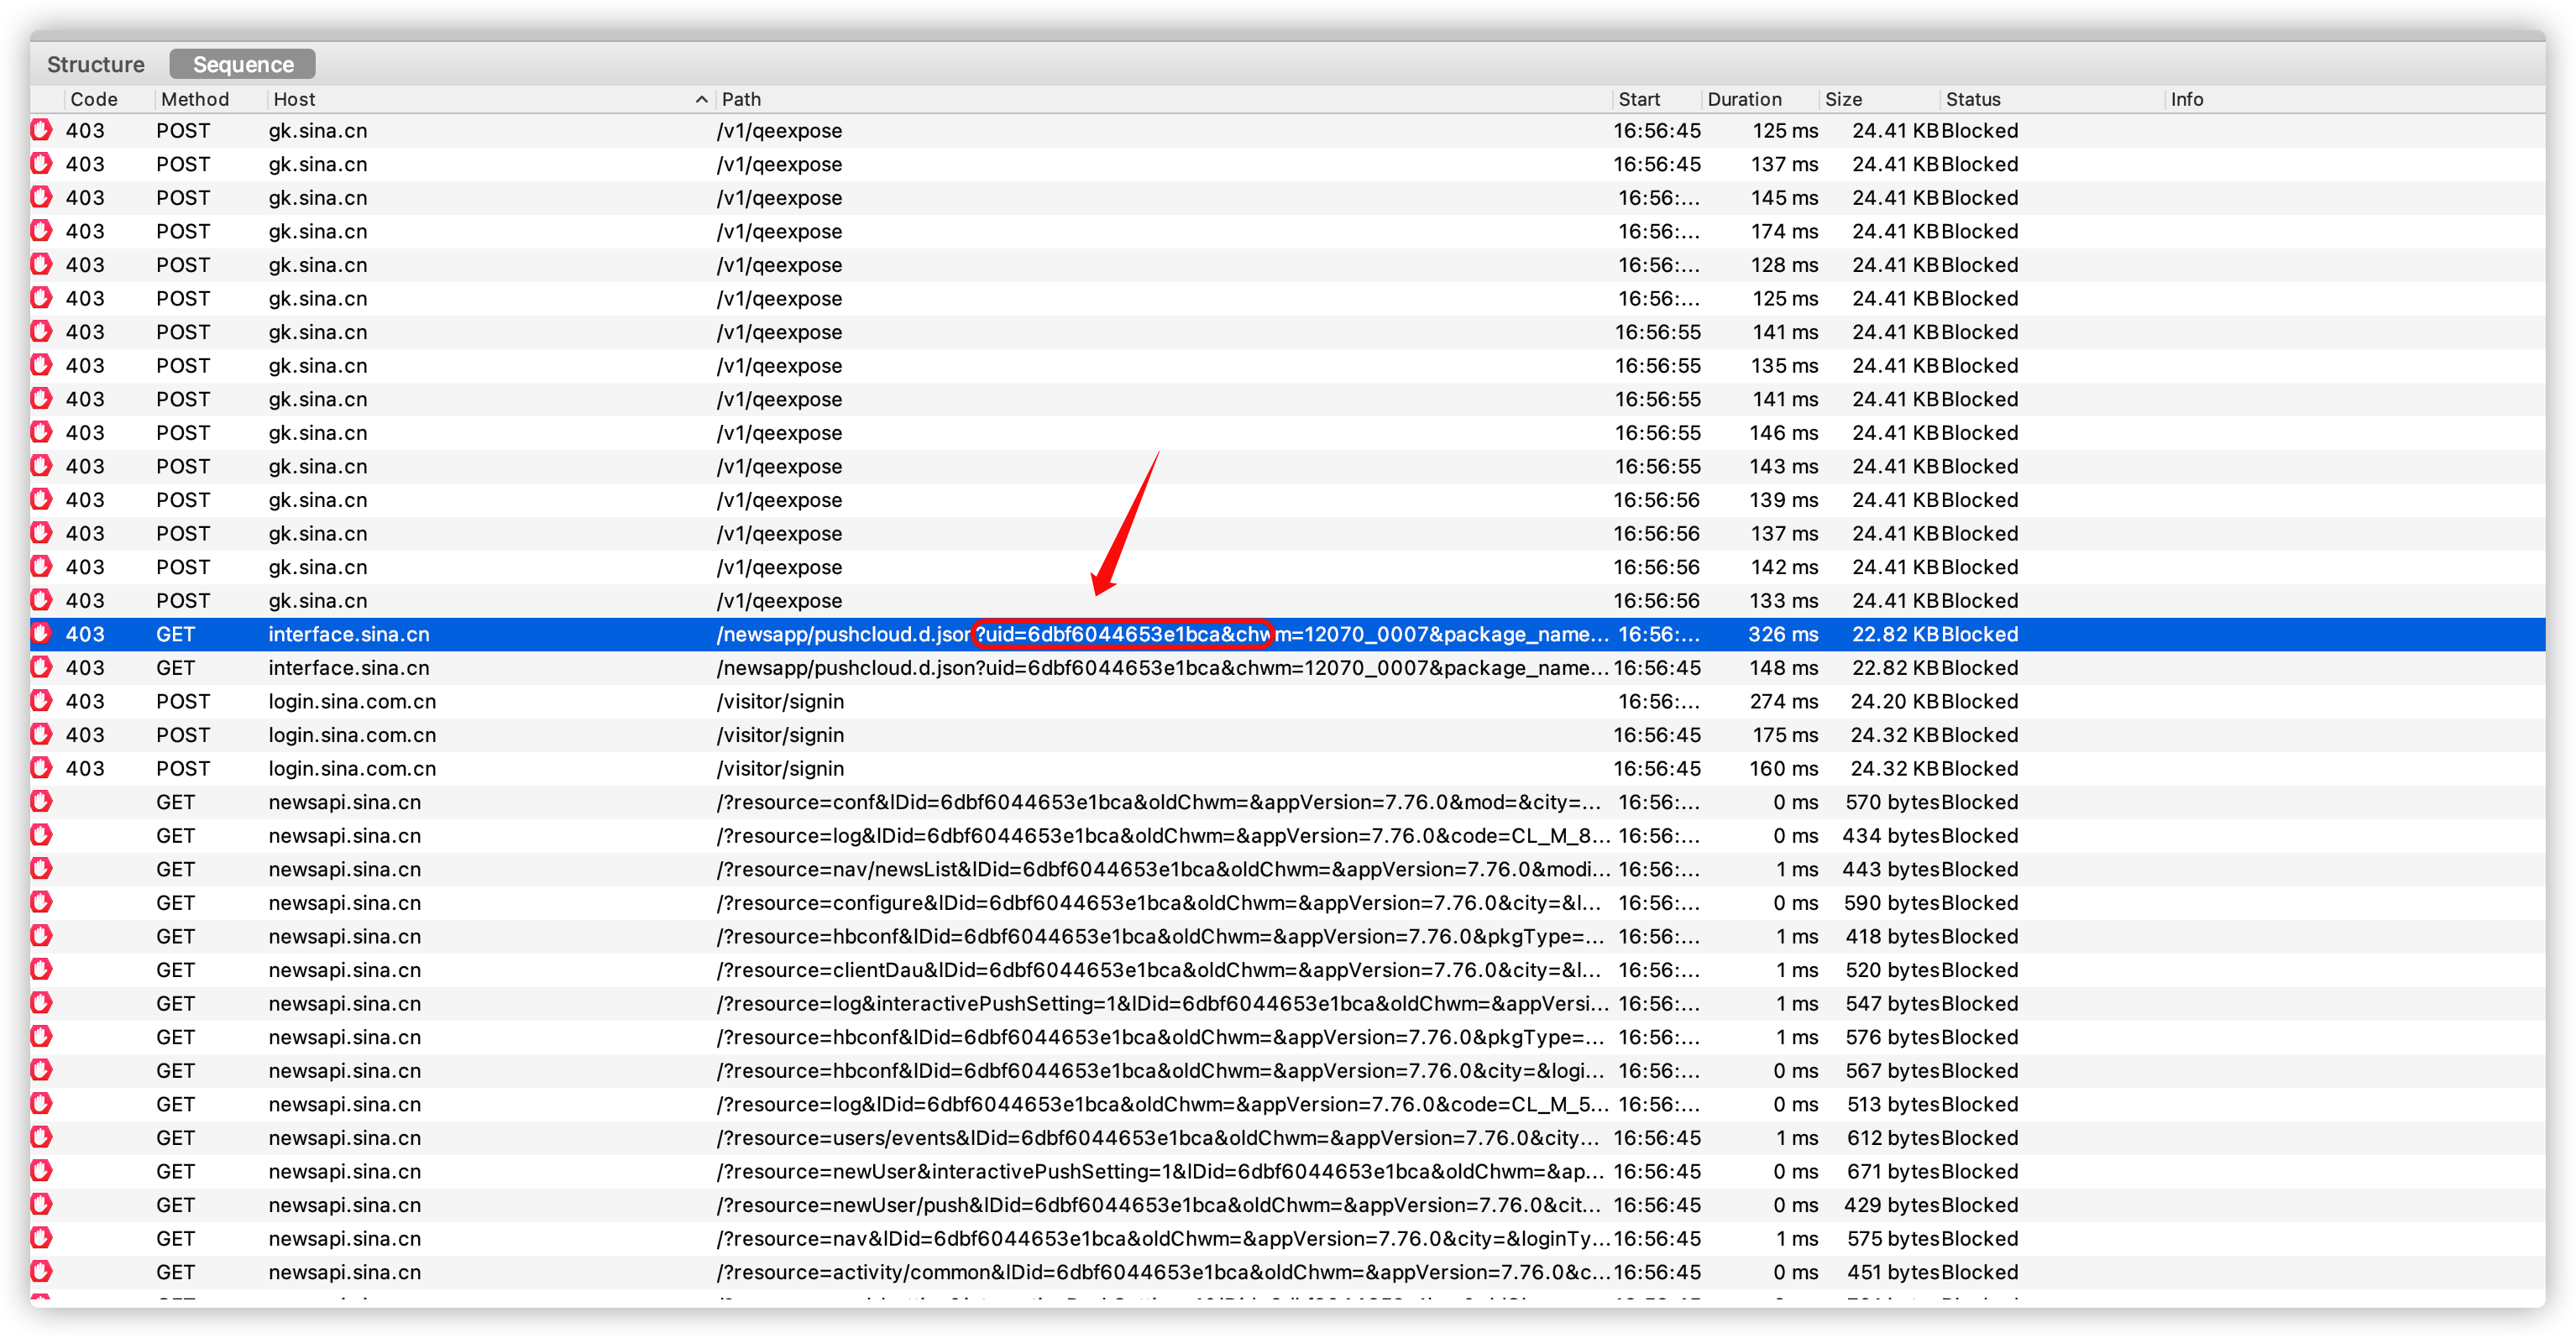 Structure Sequence
Code Method Host Path Start Duration Size Status Info
403 POST gk.sina.cn /v1/qeexpose 16:56:45 125 ms 24.41 KB Blocked
403 POST gk.sina.cn /v1/qeexpose 16:56:45 137 ms 24.41 KB Blocked
403 POST gk.sina.cn /v1/qeexpose 16:56:... 145 ms 24.41 KB Blocked
403 POST gk.sina.cn /v1/qeexpose 16:56:... 174 ms 24.41 KB Blocked
403 POST gk.sina.cn /v1/qeexpose 16:56:... 128 ms 24.41 KB Blocked
403 POST gk.sina.cn /v1/qeexpose 16:56:... 125 ms 24.41 KB Blocked
403 POST gk.sina.cn /v1/qeexpose 16:56:55 141 ms 24.41 KB Blocked
403 POST gk.sina.cn /v1/qeexpose 16:56:55 135 ms 24.41 KB Blocked
403 POST gk.sina.cn /v1/qeexpose 16:56:55 141 ms 24.41 KB Blocked
403 POST gk.sina.cn /v1/qeexpose 16:56:55 146 ms 24.41 KB Blocked
403 POST gk.sina.cn /v1/qeexpose 16:56:55 143 ms 24.41 KB Blocked
403 POST gk.sina.cn /v1/qeexpose 16:56:56 139 ms 24.41 KB Blocked
403 POST gk.sina.cn /v1/qeexpose 16:56:56 137 ms 24.41 KB Blocked
403 POST gk.sina.cn /v1/qeexpose 16:56:56 142 ms 24.41 KB Blocked
403 POST gk.sina.cn /v1/qeexpose 16:56:56 133 ms 24.41 KB Blocked
403 GET interface.sina.cn /newsapp/pushcloud.d.json?uid=6dbf6044653e1bca&chwm=12070_0007&package_name... 16:56:... 326 ms 22.82 KB Blocked
403 GET interface.sina.cn /newsapp/pushcloud.d.json?uid=6dbf6044653e1bca&chwm=12070_0007&package_name... 16:56:45 148 ms 22.82 KB Blocked
403 POST login.sina.com.cn /visitor/signin 16:56:... 274 ms 24.20 KB Blocked
403 POST login.sina.com.cn /visitor/signin 16:56:45 175 ms 24.32 KB Blocked
403 POST login.sina.com.cn /visitor/signin 16:56:45 160 ms 24.32 KB Blocked
GET newsapi.sina.cn /?resource=conf&lDid=6dbf6044653e1bca&oldChwm=&appVersion=7.76.0&mod=&city=... 16:56:... 0 ms 570 bytes Blocked
GET newsapi.sina.cn /?resource=log&lDid=6dbf6044653e1bca&oldChwm=&appVersion=7.76.0&code=CL_M_8... 16:56:... 0 ms 434 bytes Blocked
GET newsapi.sina.cn /?resource=nav/newsList&lDid=6dbf6044653e1bca&oldChwm=&appVersion=7.76.0&modi... 16:56:... 1 ms 443 bytes Blocked
GET newsapi.sina.cn /?resource=configure&lDid=6dbf6044653e1bca&oldChwm=&appVersion=7.76.0&city=&l... 16:56:... 0 ms 590 bytes Blocked
GET newsapi.sina.cn /?resource=hbconf&lDid=6dbf6044653e1bca&oldChwm=&appVersion=7.76.0&pkgType=... 16:56:... 1 ms 418 bytes Blocked
GET newsapi.sina.cn /?resource=clientDau&lDid=6dbf6044653e1bca&oldChwm=&appVersion=7.76.0&city=&l... 16:56:... 1 ms 520 bytes Blocked
GET newsapi.sina.cn /?resource=log&interactivePushSetting=1&lDid=6dbf6044653e1bca&oldChwm=&appVersi... 16:56:... 1 ms 547 bytes Blocked
GET newsapi.sina.cn /?resource=hbconf&lDid=6dbf6044653e1bca&oldChwm=&appVersion=7.76.0&pkgType=... 16:56:... 1 ms 576 bytes Blocked
GET newsapi.sina.cn /?resource=hbconf&lDid=6dbf6044653e1bca&oldChwm=&appVersion=7.76.0&city=&logi... 16:56:... 0 ms 567 bytes Blocked
GET newsapi.sina.cn /?resource=log&lDid=6dbf6044653e1bca&oldChwm=&appVersion=7.76.0&code=CL_M_5... 16:56:... 0 ms 513 bytes Blocked
GET newsapi.sina.cn /?resource=users/events&lDid=6dbf6044653e1bca&oldChwm=&appVersion=7.76.0&city... 16:56:45 1 ms 612 bytes Blocked
GET newsapi.sina.cn /?resource=newUser&interactivePushSetting=1&lDid=6dbf6044653e1bca&oldChwm=&ap... 16:56:45 0 ms 671 bytes Blocked
GET newsapi.sina.cn /?resource=newUser/push&lDid=6dbf6044653e1bca&oldChwm=&appVersion=7.76.0&cit... 16:56:45 0 ms 429 bytes Blocked
GET newsapi.sina.cn /?resource=nav&lDid=6dbf6044653e1bca&oldChwm=&appVersion=7.76.0&city=&loginTy... 16:56:45 1 ms 575 bytes Blocked
GET newsapi.sina.cn /?resource=activity/common&lDid=6dbf6044653e1bca&oldChwm=&appVersion=7.76.0&c... 16:56:45 0 ms 451 bytes Blocked